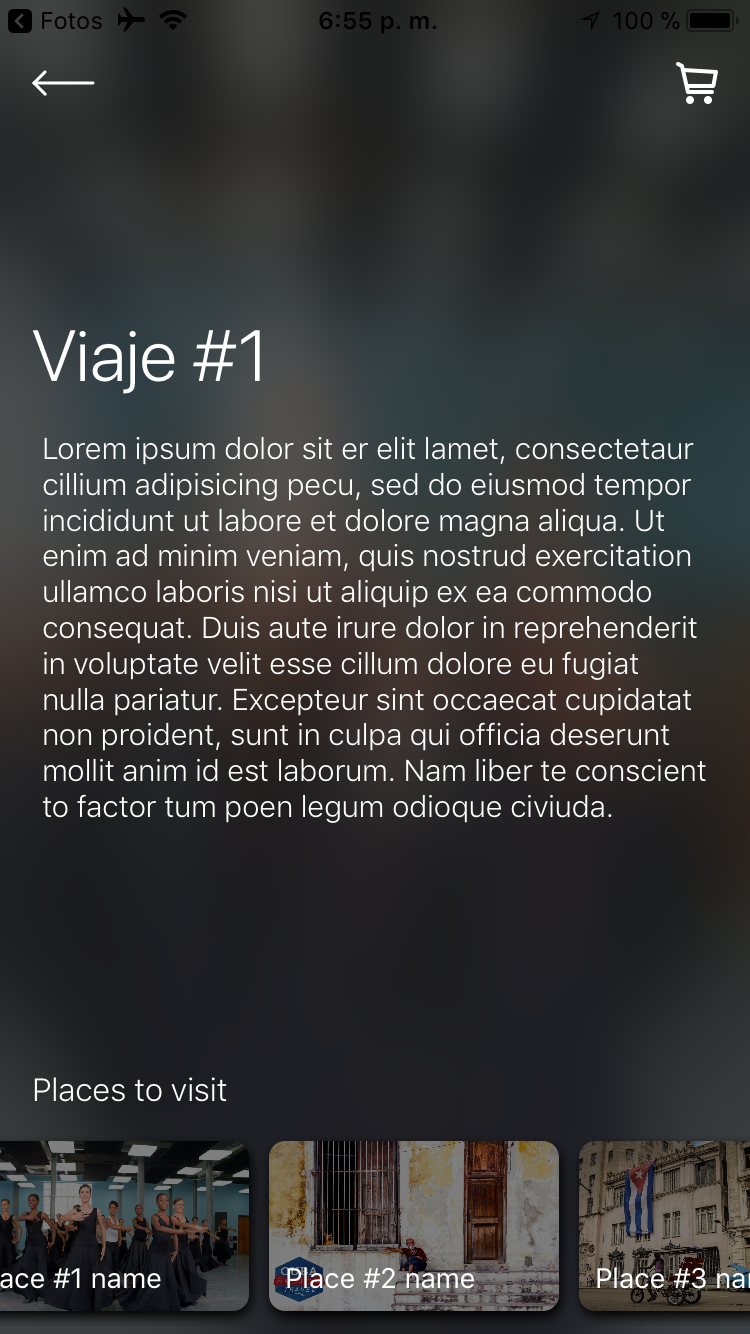 Fotos 6:55 p. m. 100 %
Viaje #1
Lorem ipsum dolor sit er elit lamet, consectetaur
cillium adipisicing pecu, sed do eiusmod tempor
incididunt ut labore et dolore magna aliqua. Ut
enim ad minim veniam, quis nostrud exercitation
ullamco laboris nisi ut aliquip ex ea commodo
consequat. Duis aute irure dolor in reprehenderit
in voluptate velit esse cillum dolore eu fugiat
nulla pariatur. Excepteur sint occaecat cupidatat
non proident, sunt in culpa qui officia deserunt
mollit anim id est laborum. Nam liber te conscient
to factor tum poen legum odioque civiuda.
Places to visit
ace #1 name
Place #2 name
Place #3 na